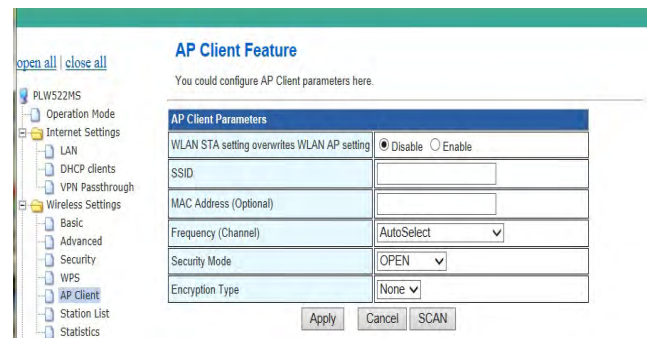 open all | close all
PLW522MS
Operation Mode
Internet Settings
LAN
DHCP clients
VPN Passthrough
Wireless Settings
Basic
Advanced
Security
WPS
AP Client
Station List
Statistics
AP Client Feature
You could configure AP Client parameters here.
AP Client Parameters
WLAN STA setting overwrites WLAN AP setting Disable Enable
SSID
MAC Address (Optional)
Frequency (Channel) AutoSelect
Security Mode OPEN
Encryption Type None
Apply Cancel SCAN